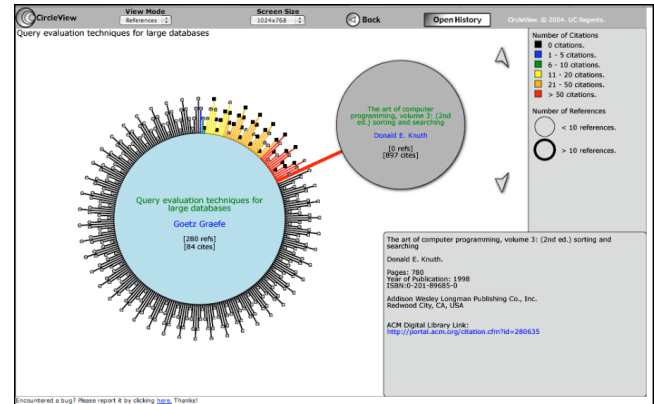 CircleView
View Mode
References
Screen Size
1024x768
Back
Open History
CircleView, © 2004. UC Regents.
Query evaluation techniques for large databases
Number of Citations
0 citations.
1 - 5 citations.
6 - 10 citations.
11 - 20 citations.
21 - 50 citations.
> 50 citations.
Number of References
< 10 references.
> 10 references.
The art of computer
programming, volume 3: (2nd
ed.) sorting and searching
Donald E. Knuth
[0 refs]
[897 cites]
Query evaluation techniques for
large databases
Goetz Graefe
[280 refs]
[84 cites]
The art of computer programming, volume 3: (2nd ed.) sorting and
searching
Donald E. Knuth.
Pages: 780
Year of Publication: 1998
ISBN:0-201-89685-0
Addison Wesley Longman Publishing Co., Inc.
Redwood City, CA, USA
ACM Digital Library Link:
http://portal.acm.org/citation.cfm?id=280635
Encountered a bug? Please report it by clicking here. Thanks!